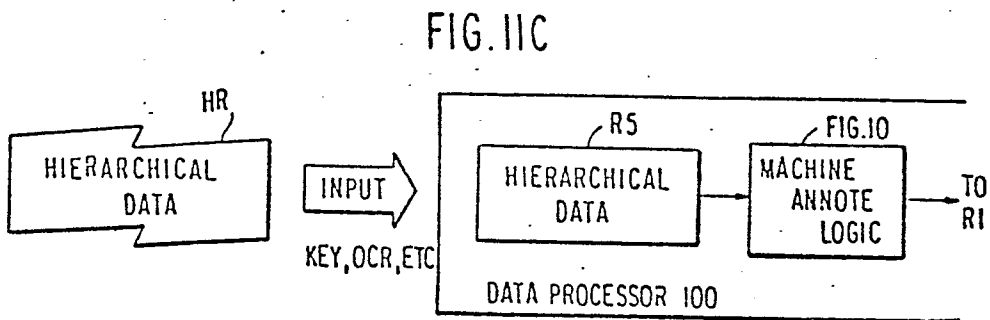 FIG. 11C
HR
HIERARCHICAL
DATA
INPUT
KEY, OCR, ETC
R5
HIERARCHICAL
DATA
FIG. 10
MACHINE
ANNOTE
LOGIC
TO
R1
DATA PROCESSOR 100